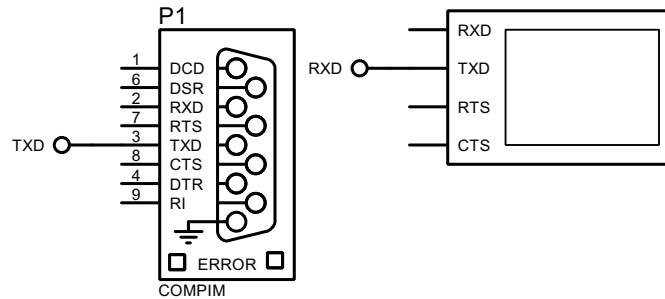 P1
1 DCD
6 DSR
2 RXD
7 RTS
TXD 3 TXD
8 CTS
4 DTR
9 RI
ERROR
COMPIM
RXD
RXD TXD
RTS
CTS